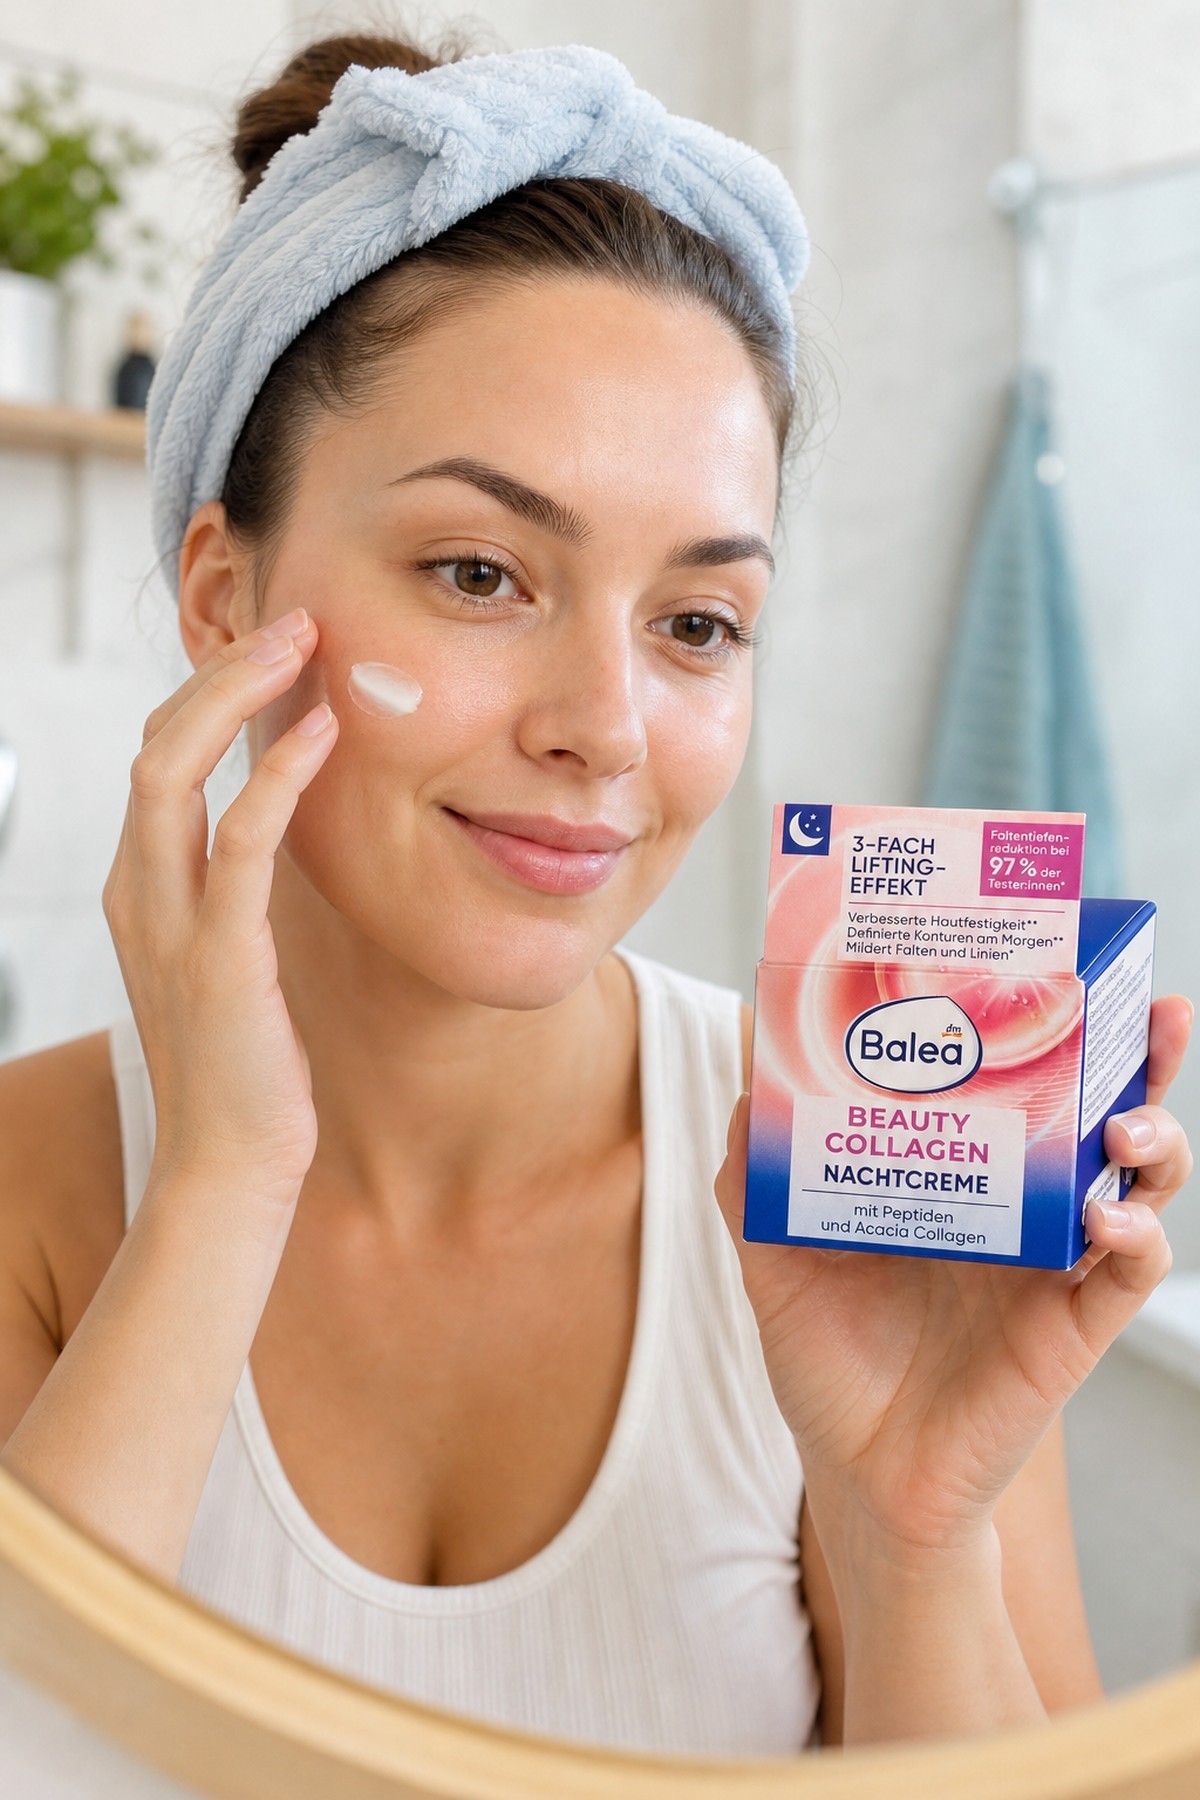 3-FACH
LIFTING-
EFFEKT
Faltentiefen-
reduktion bei
97 % der
Tester:innen*
Verbesserte Hautfestigkeit**
Definierte Konturen am Morgen**
Mildert Falten und Linien*
dm
Balea
BEAUTY
COLLAGEN
NACHTCREME
mit Peptiden
und Acacia Collagen